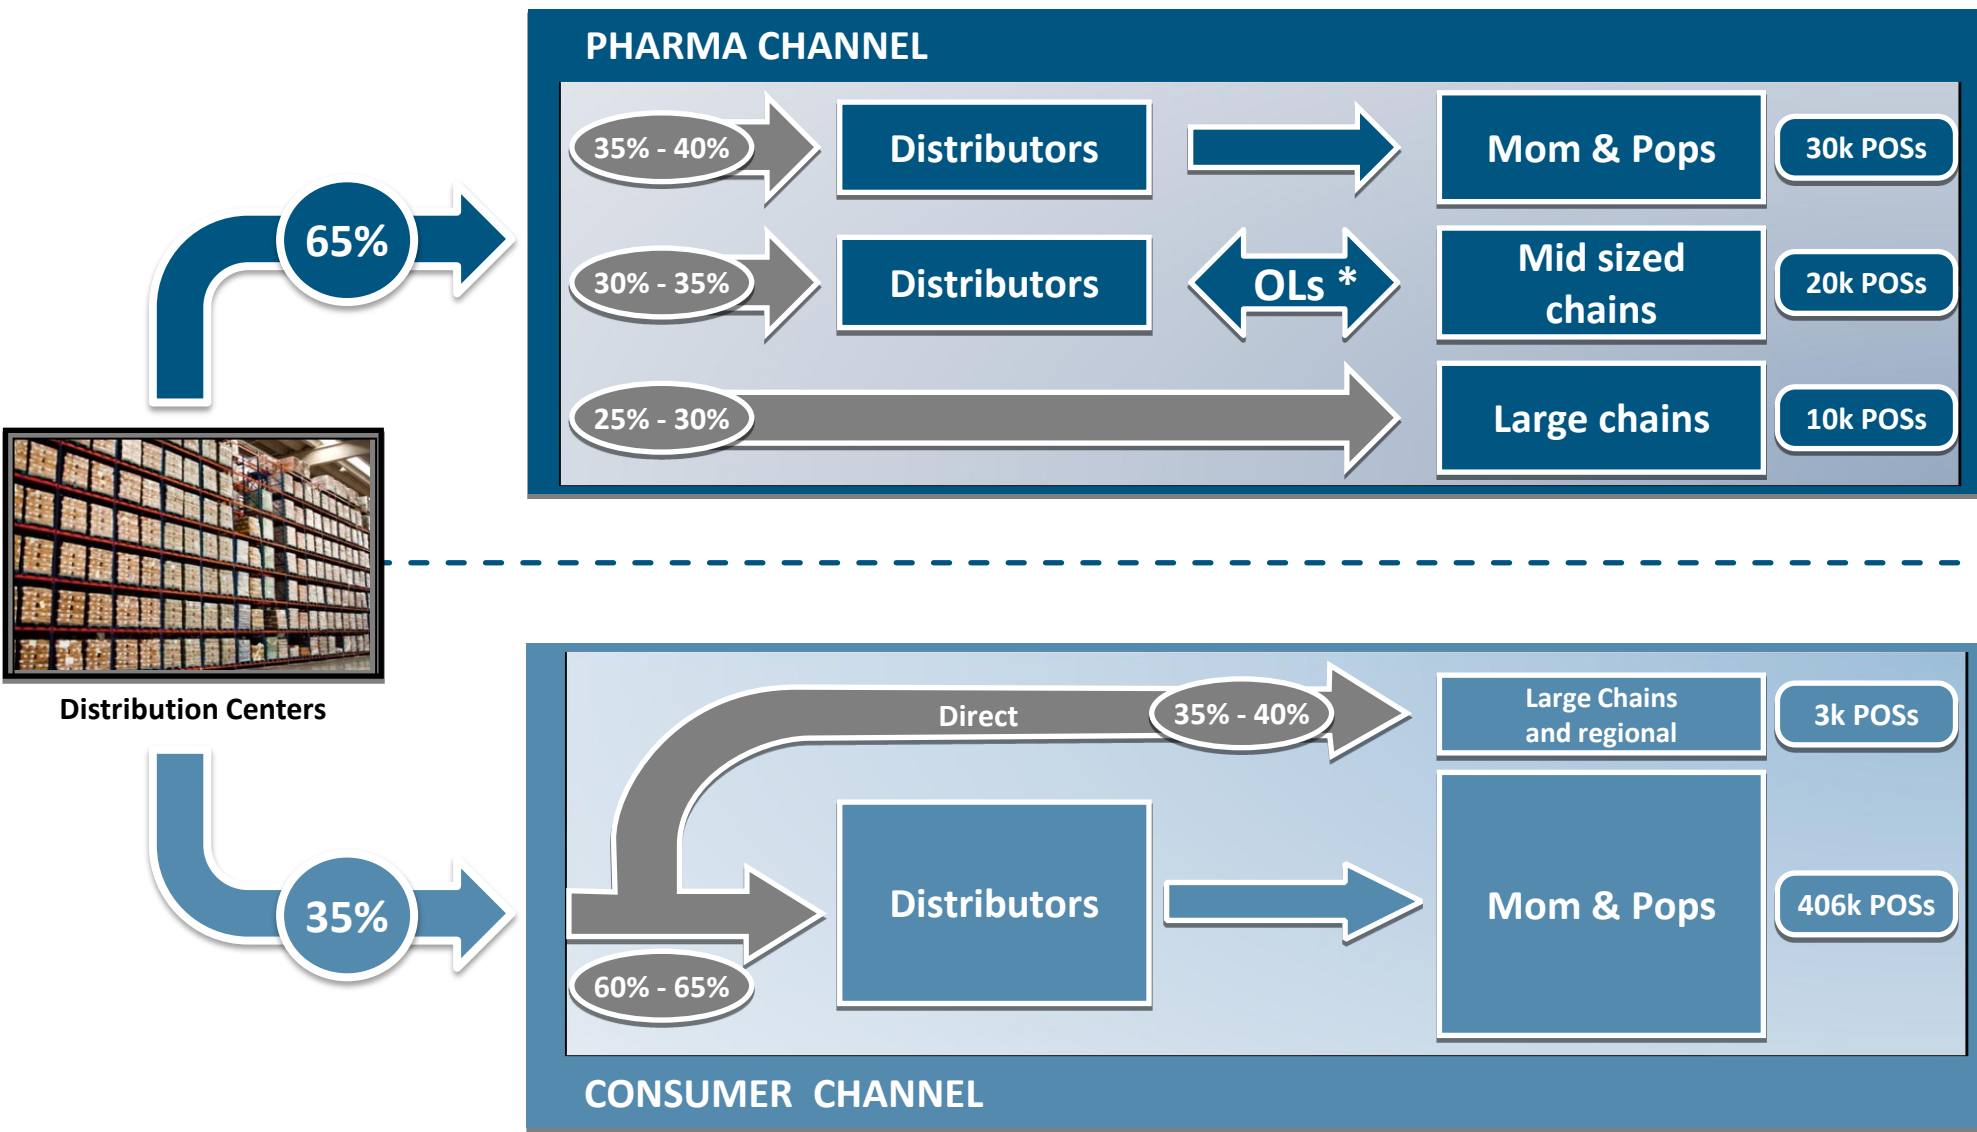 PHARMA CHANNEL
35% - 40%
Distributors
Mom & Pops
30k POSs
65%
30% - 35%
Distributors
OLs *
Mid sized
chains
20k POSs
25% - 30%
Large chains
10k POSs
Distribution Centers
Direct
35% - 40%
Large Chains
and regional
3k POSs
35%
Distributors
Mom & Pops
406k POSs
60% - 65%
CONSUMER CHANNEL